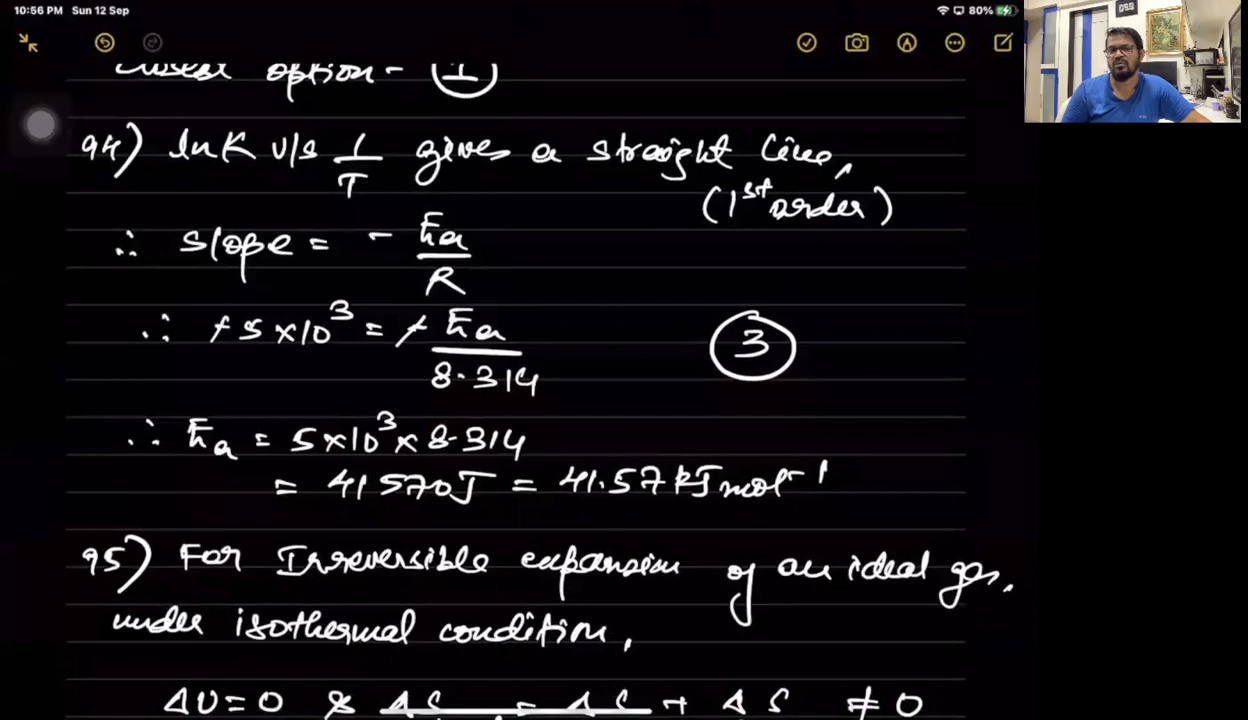 10:56 PM Sun 12 Sep
80%
closest option- 1
94) lnK v/s 1/T gives a straight line,
(1st order)
∴ slope = - Ea/R
∴ +5×10³ = + Ea/8.314
3
∴ Ea = 5×10³×8.314
= 41570J = 41.57 kJ mol⁻¹
95) For Irreversible expansion of an ideal gas,
under isothermal condition,
ΔU=0 & ΔS = ΔS + ΔS ≠0